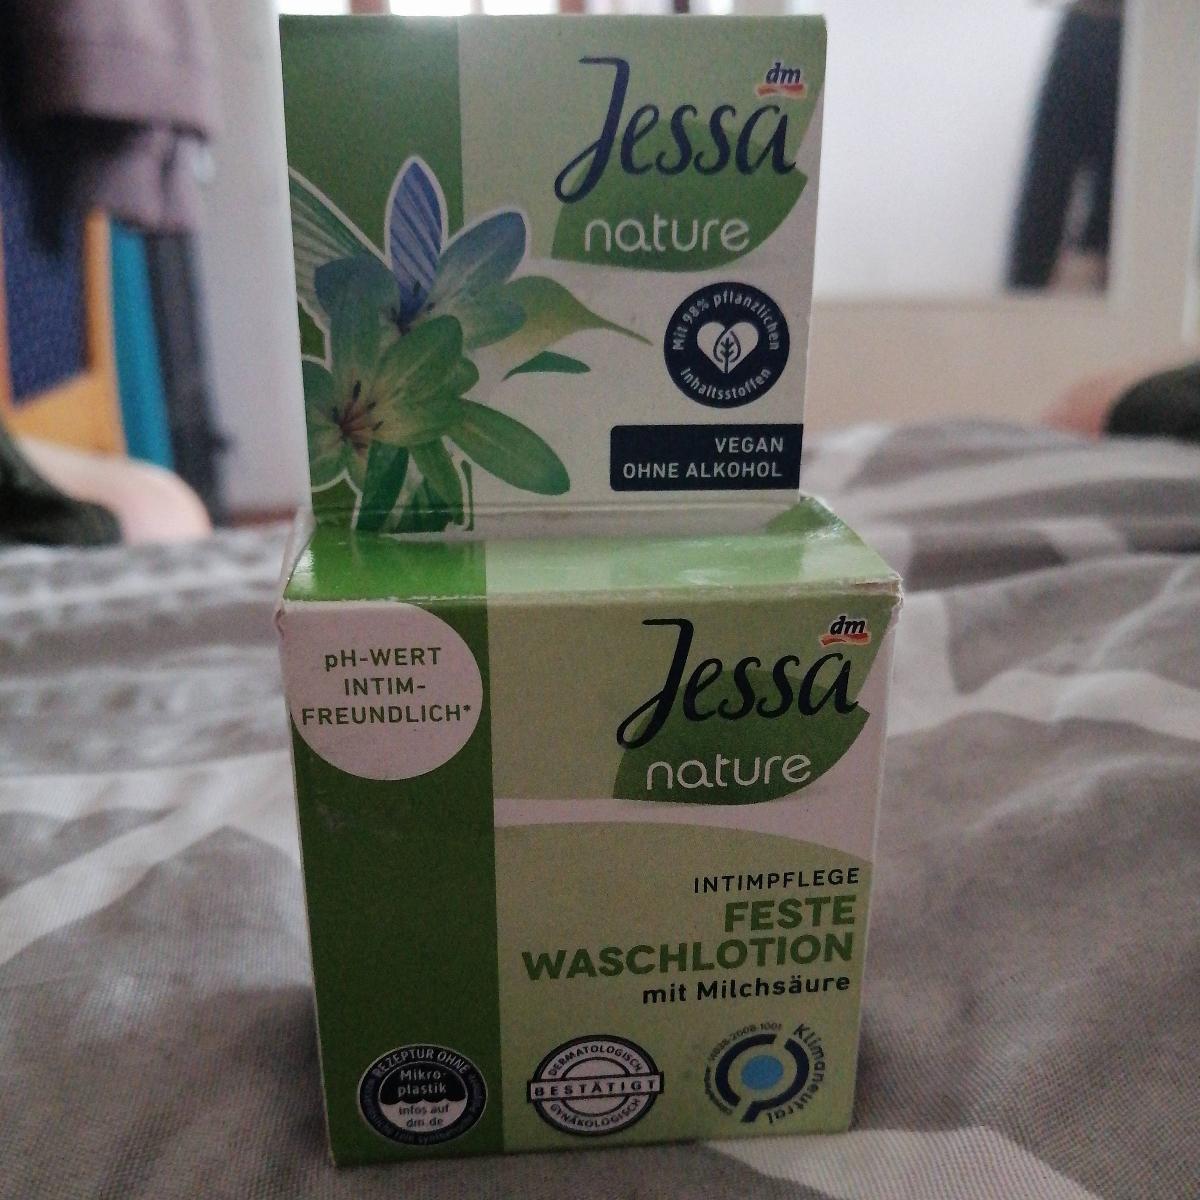 dm
Jessa
nature
Mit 98% pflanzlichen
Inhaltsstoffen
VEGAN
OHNE ALKOHOL
pH-WERT
INTIM-
FREUNDLICH*
dm
Jessa
nature
INTIMPFLEGE
FESTE
WASCHLOTION
mit Milchsäure
REZEPTUR OHNE
Mikro-
plastik
infos auf
dm.de
DERMATOLOGISCH
BESTÄTIGT
GYNÄKOLOGISCH
Klimaneutral